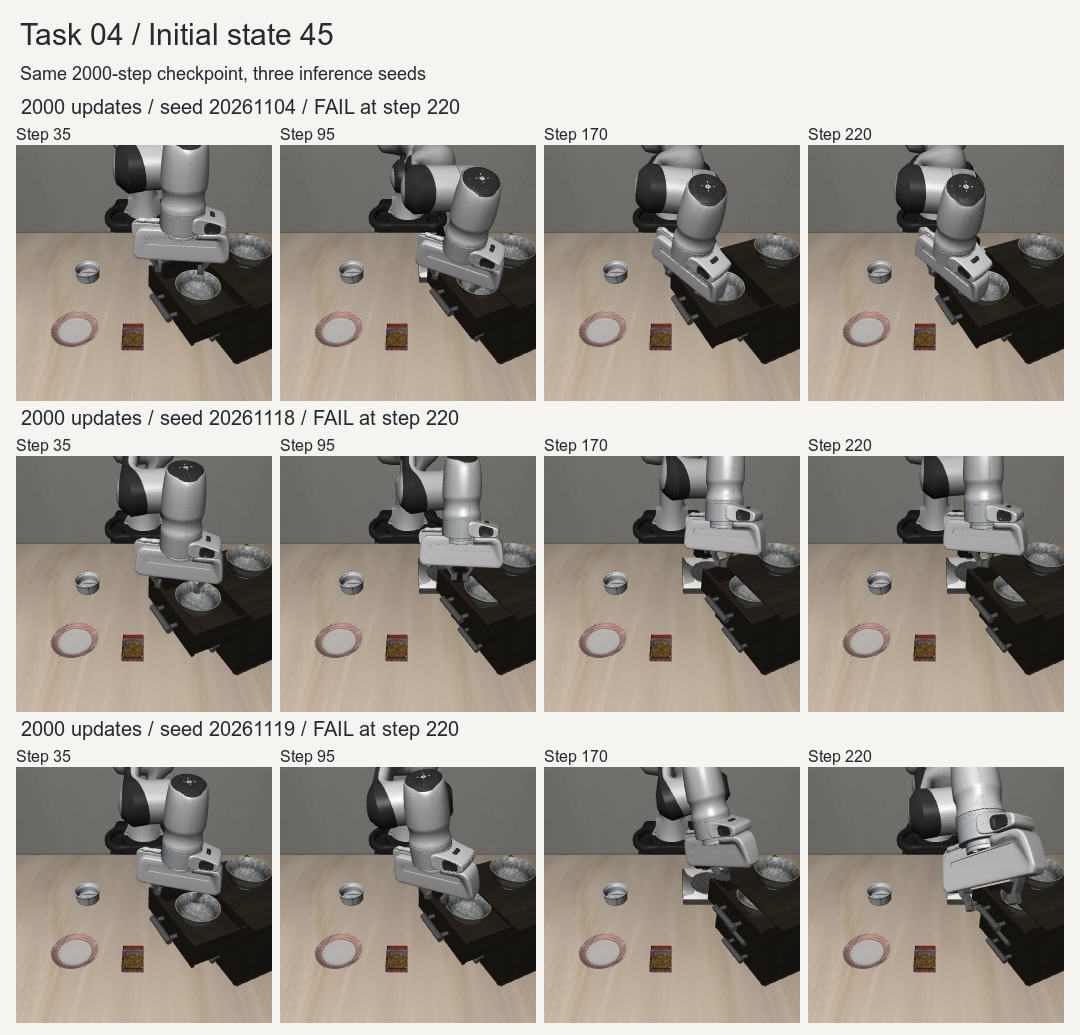 Task 04 / Initial state 45
Same 2000-step checkpoint, three inference seeds
2000 updates / seed 20261104 / FAIL at step 220
Step 35
Step 95
Step 170
Step 220
2000 updates / seed 20261118 / FAIL at step 220
Step 35
Step 95
Step 170
Step 220
2000 updates / seed 20261119 / FAIL at step 220
Step 35
Step 95
Step 170
Step 220